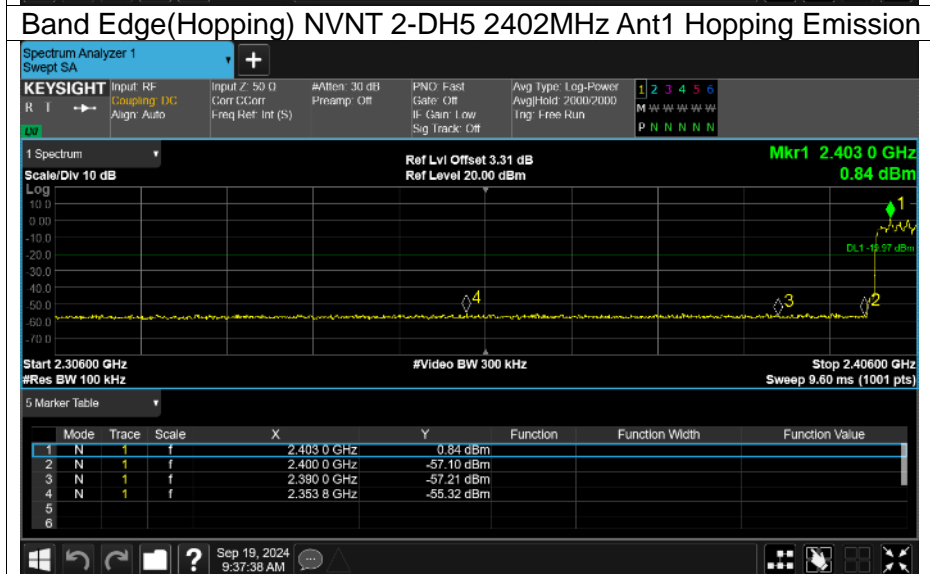 Band Edge(Hopping) NVNT 2-DH5 2402MHz Ant1 Hopping Emission
Spectrum Analyzer 1
Swept SA
+
KEYSIGHT Input: RF Input Z: 50 Ω #Atten: 30 dB PNO: Fast Avg Type: Log-Power 1 2 3 4 5 6
R T Coupling: DC Corr CCorr Preamp: Off Gate: Off Avg|Hold: 2000/2000 M W W W W W
Align: Auto Freq Ref: Int (S) IF Gain: Low Trig: Free Run
LXI Sig Track: Off P N N N N N
1 Spectrum Ref Lvl Offset 3.31 dB Mkr1 2.403 0 GHz
Scale/Div 10 dB Ref Level 20.00 dBm 0.84 dBm
Log
10.0
0.00
-10.0
-20.0
-30.0
-40.0
-50.0
-60.0
-70.0
1
DL1 -19.97 dBm
4 3 2
Start 2.30600 GHz #Video BW 300 kHz Stop 2.40600 GHz
#Res BW 100 kHz Sweep 9.60 ms (1001 pts)
5 Marker Table
Mode Trace Scale X Y Function Function Width Function Value
1 N 1 f 2.403 0 GHz 0.84 dBm
2 N 1 f 2.400 0 GHz -57.10 dBm
3 N 1 f 2.390 0 GHz -57.21 dBm
4 N 1 f 2.353 8 GHz -55.32 dBm
5
6
? Sep 19, 2024
9:37:38 AM